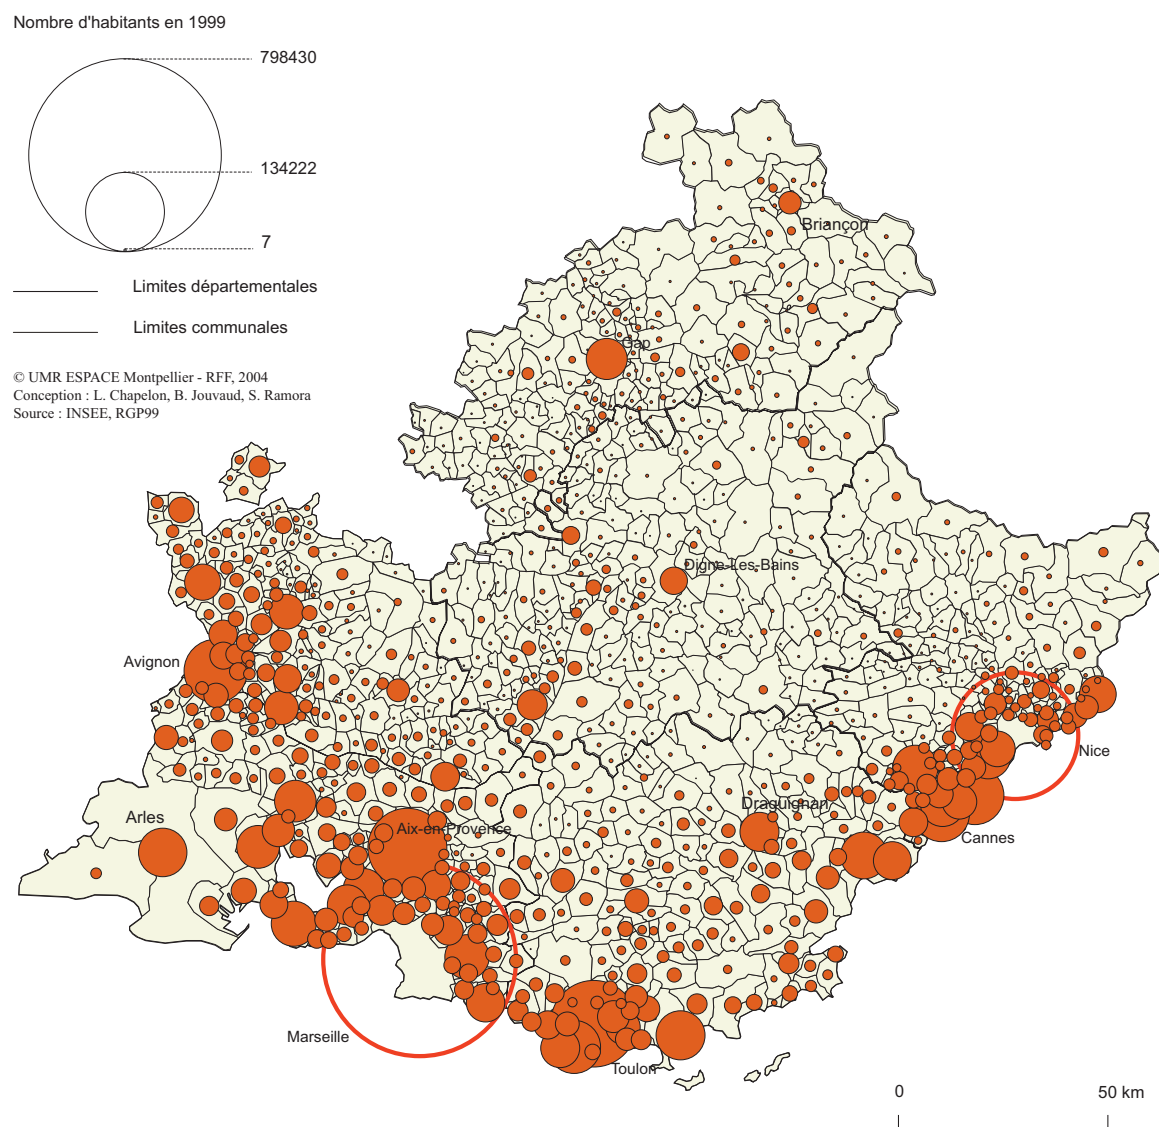 Nombre d'habitants en 1999
798430
134222
7
Limites départementales
Limites communales
© UMR ESPACE Montpellier - RFF, 2004
Conception : L. Chapelon, B. Jouvaud, S. Ramora
Source : INSEE, RGP99
Briançon
Gap
Digne-Les-Bains
Avignon
Nice
Draguignan
Arles
Aix-en-Provence
Cannes
Marseille
Toulon
0 50 km